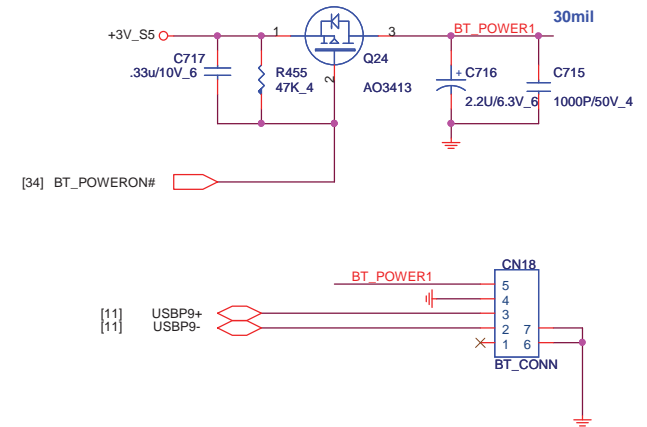 30mil
+3V_S5
1
3
BT_POWER1
C717
.33u/10V_6
R455
47K_4
2
Q24
AO3413
+
C716
2.2U/6.3V_6
C715
1000P/50V_4
[34] BT_POWERON#
CN18
BT_POWER1
5
4
[11] USBP9+
3
[11] USBP9-
2 7
1 6
BT_CONN